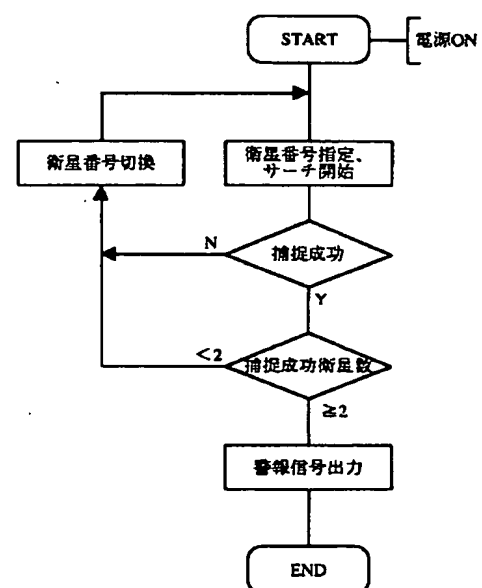 START
電源ON
衛星番号切換
衛星番号指定、
サーチ開始
N
捕捉成功
Y
<2
捕捉成功衛星数
≧2
警報信号出力
END